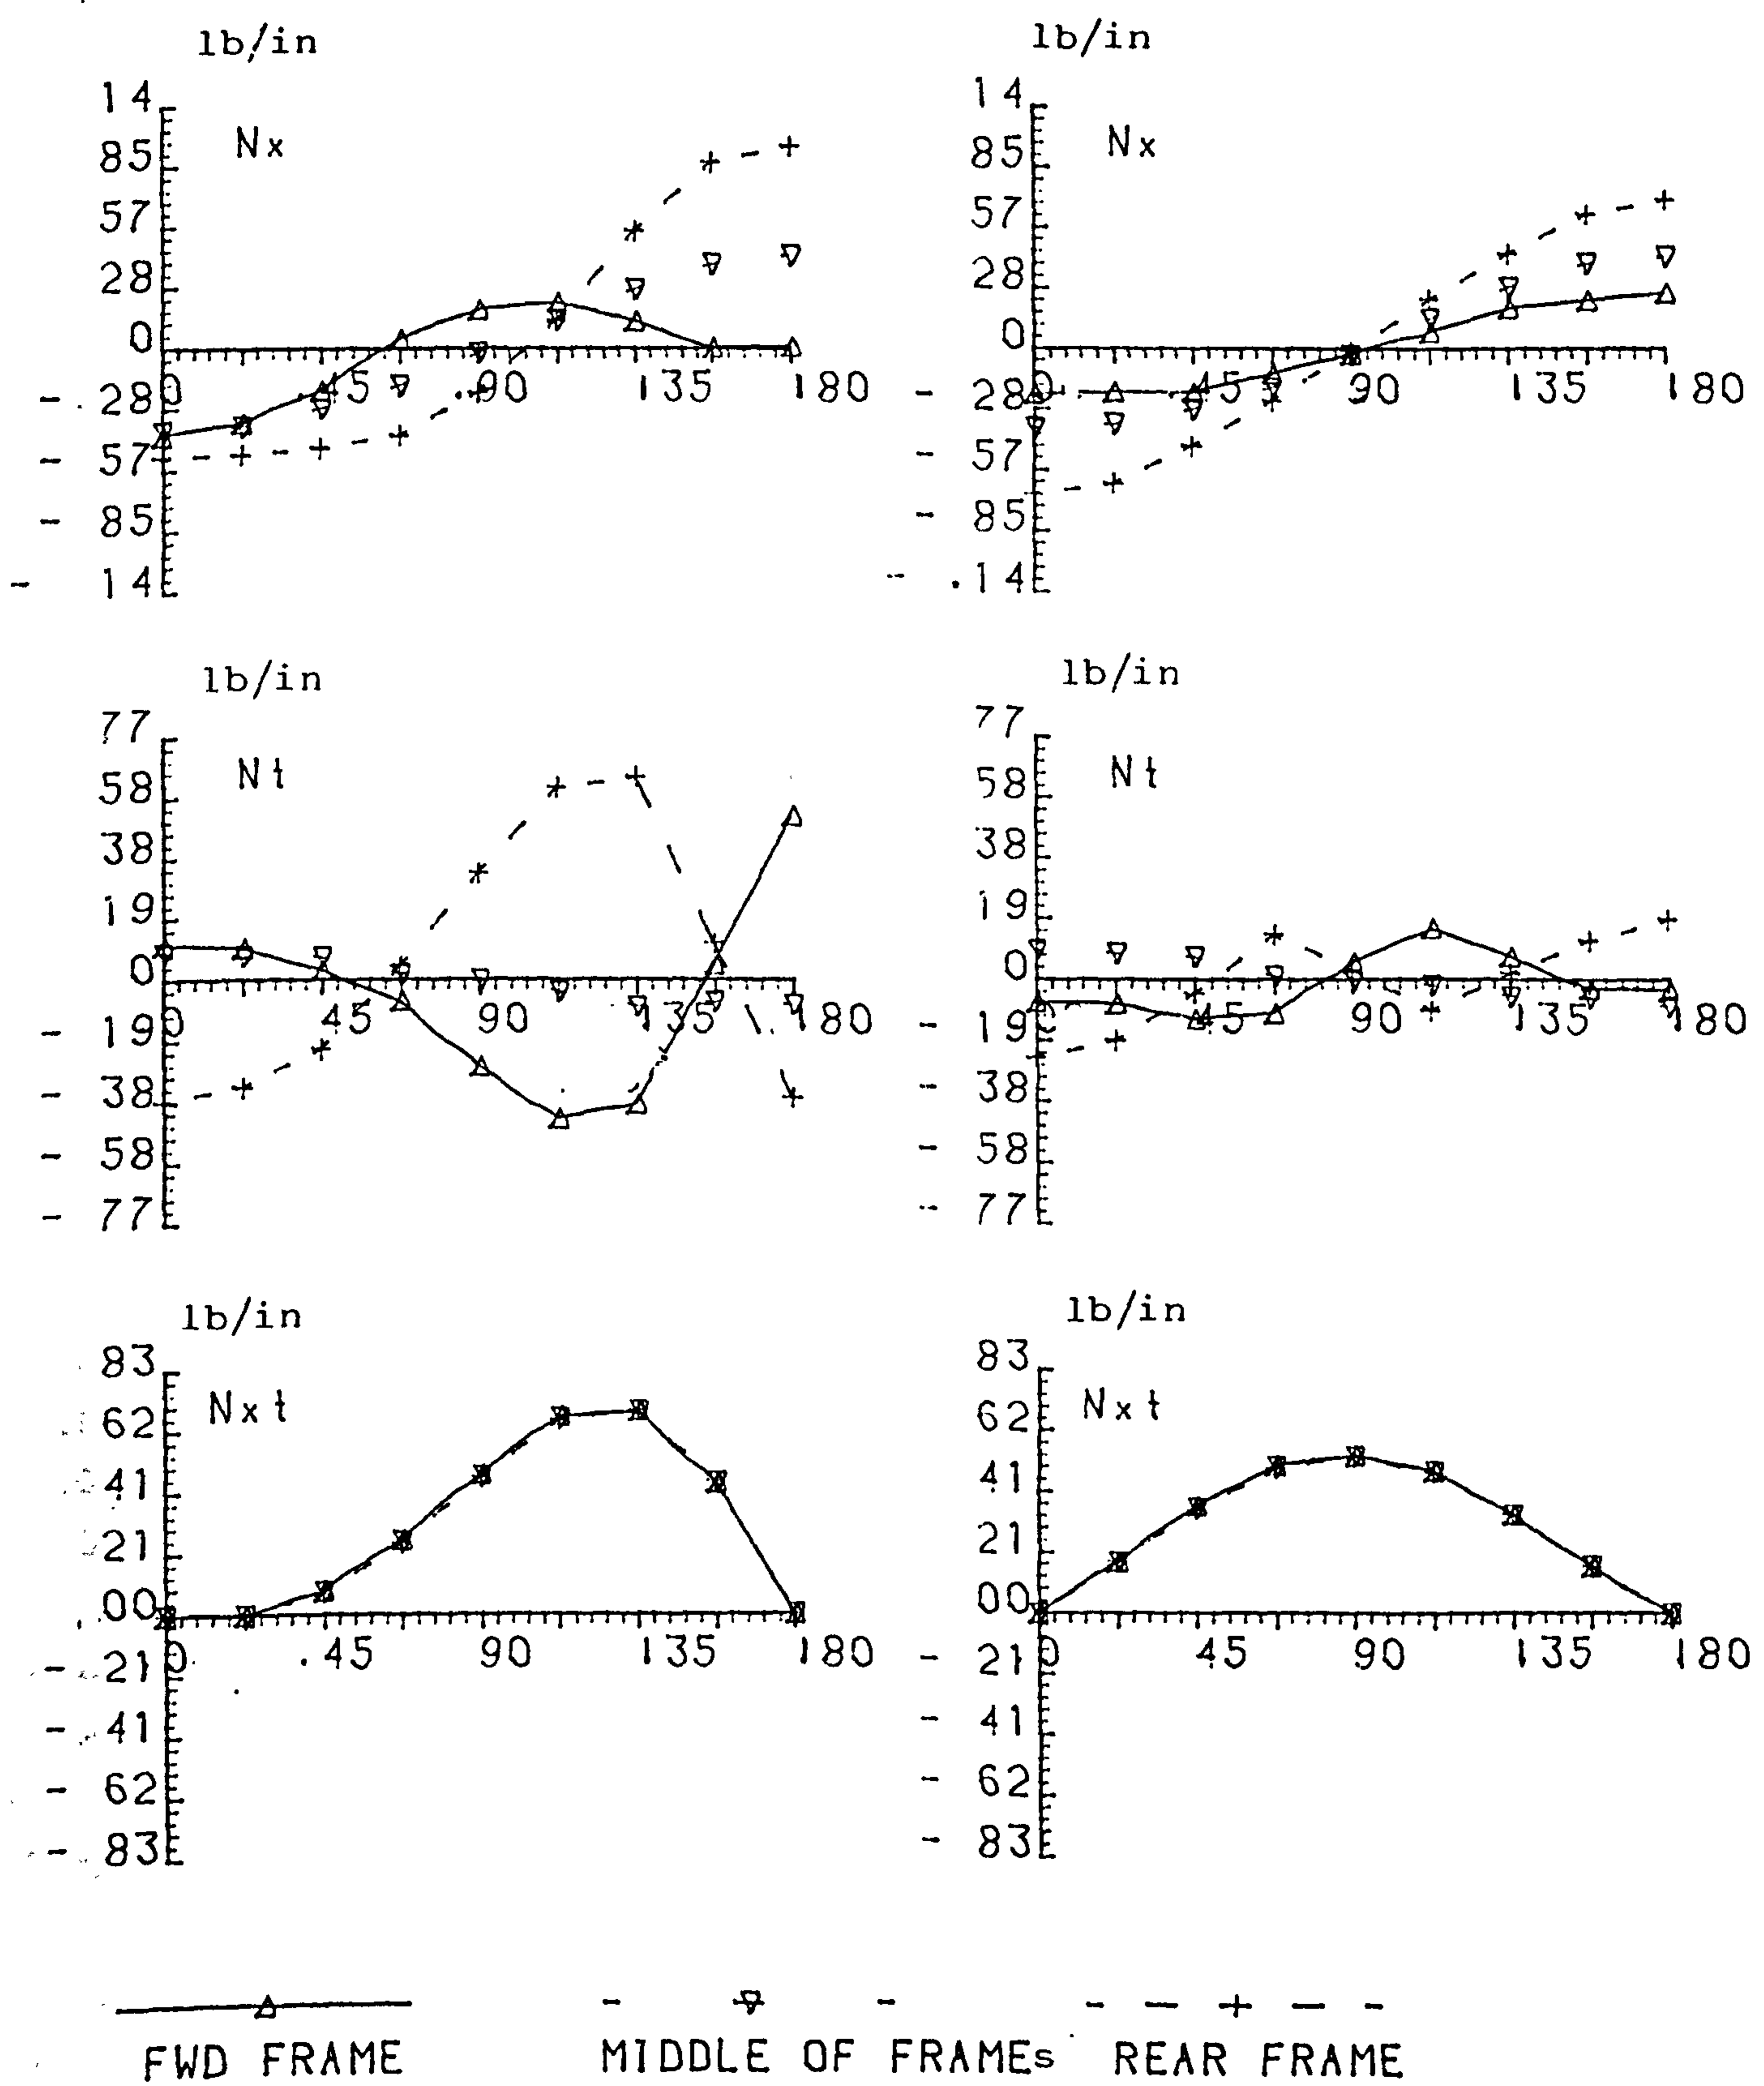 lb/in
14
Nx
85
57
28
0
0 45 90 135 180
- 28
- 57
- 85
- 14
lb/in
14
Nx
85
57
28
0
0 45 90 135 180
- 28
- 57
- 85
- .14
lb/in
77
Nt
58
38
19
0
0 45 90 135 180
- 19
- 38
- 58
- 77
lb/in
77
Nt
58
38
19
0
0 45 90 135 180
- 19
- 38
- 58
- 77
lb/in
83
Nxt
62
41
21
00
0 .45 90 135 180
- 21
- 41
- 62
- 83
lb/in
83
Nxt
62
41
21
00
0 45 90 135 180
- 21
- 41
- 62
- 83
FWD FRAME MIDDLE OF FRAMEs REAR FRAME